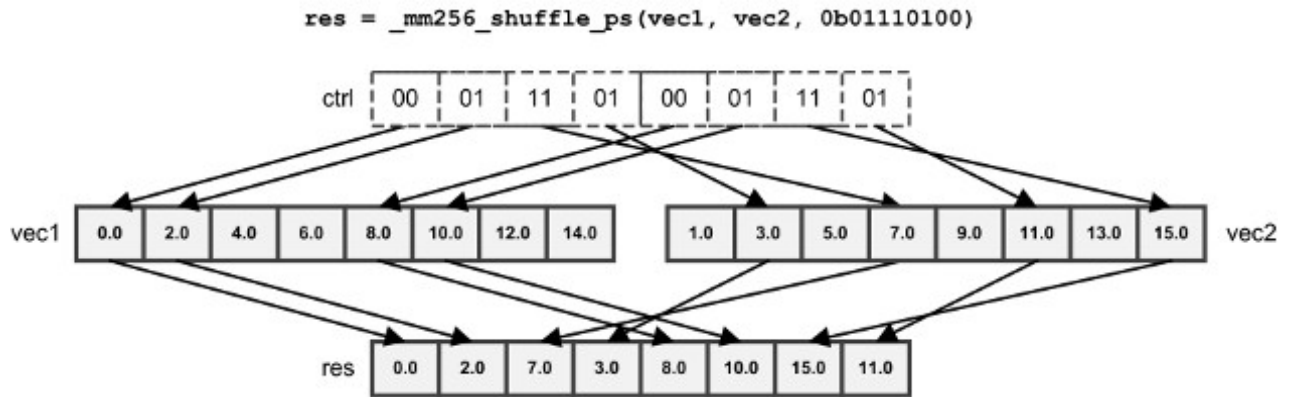 res = _mm256_shuffle_ps(vec1, vec2, 0b01110100)
ctrl 00 01 11 01 00 01 11 01
vec1 0.0 2.0 4.0 6.0 8.0 10.0 12.0 14.0 1.0 3.0 5.0 7.0 9.0 11.0 13.0 15.0 vec2
res 0.0 2.0 7.0 3.0 8.0 10.0 15.0 11.0